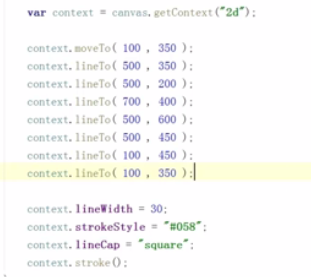 var context = canvas.getContext("2d");
context.moveTo( 100 , 350 );
context.lineTo( 500 , 350 );
context.lineTo( 500 , 200 );
context.lineTo( 700 , 400 );
context.lineTo( 500 , 600 );
context.lineTo( 500 , 450 );
context.lineTo( 100 , 450 );
context.lineTo( 100 , 350 );
context.lineWidth = 30;
context.strokeStyle = "#058";
context.lineCap = "square";
context.stroke();